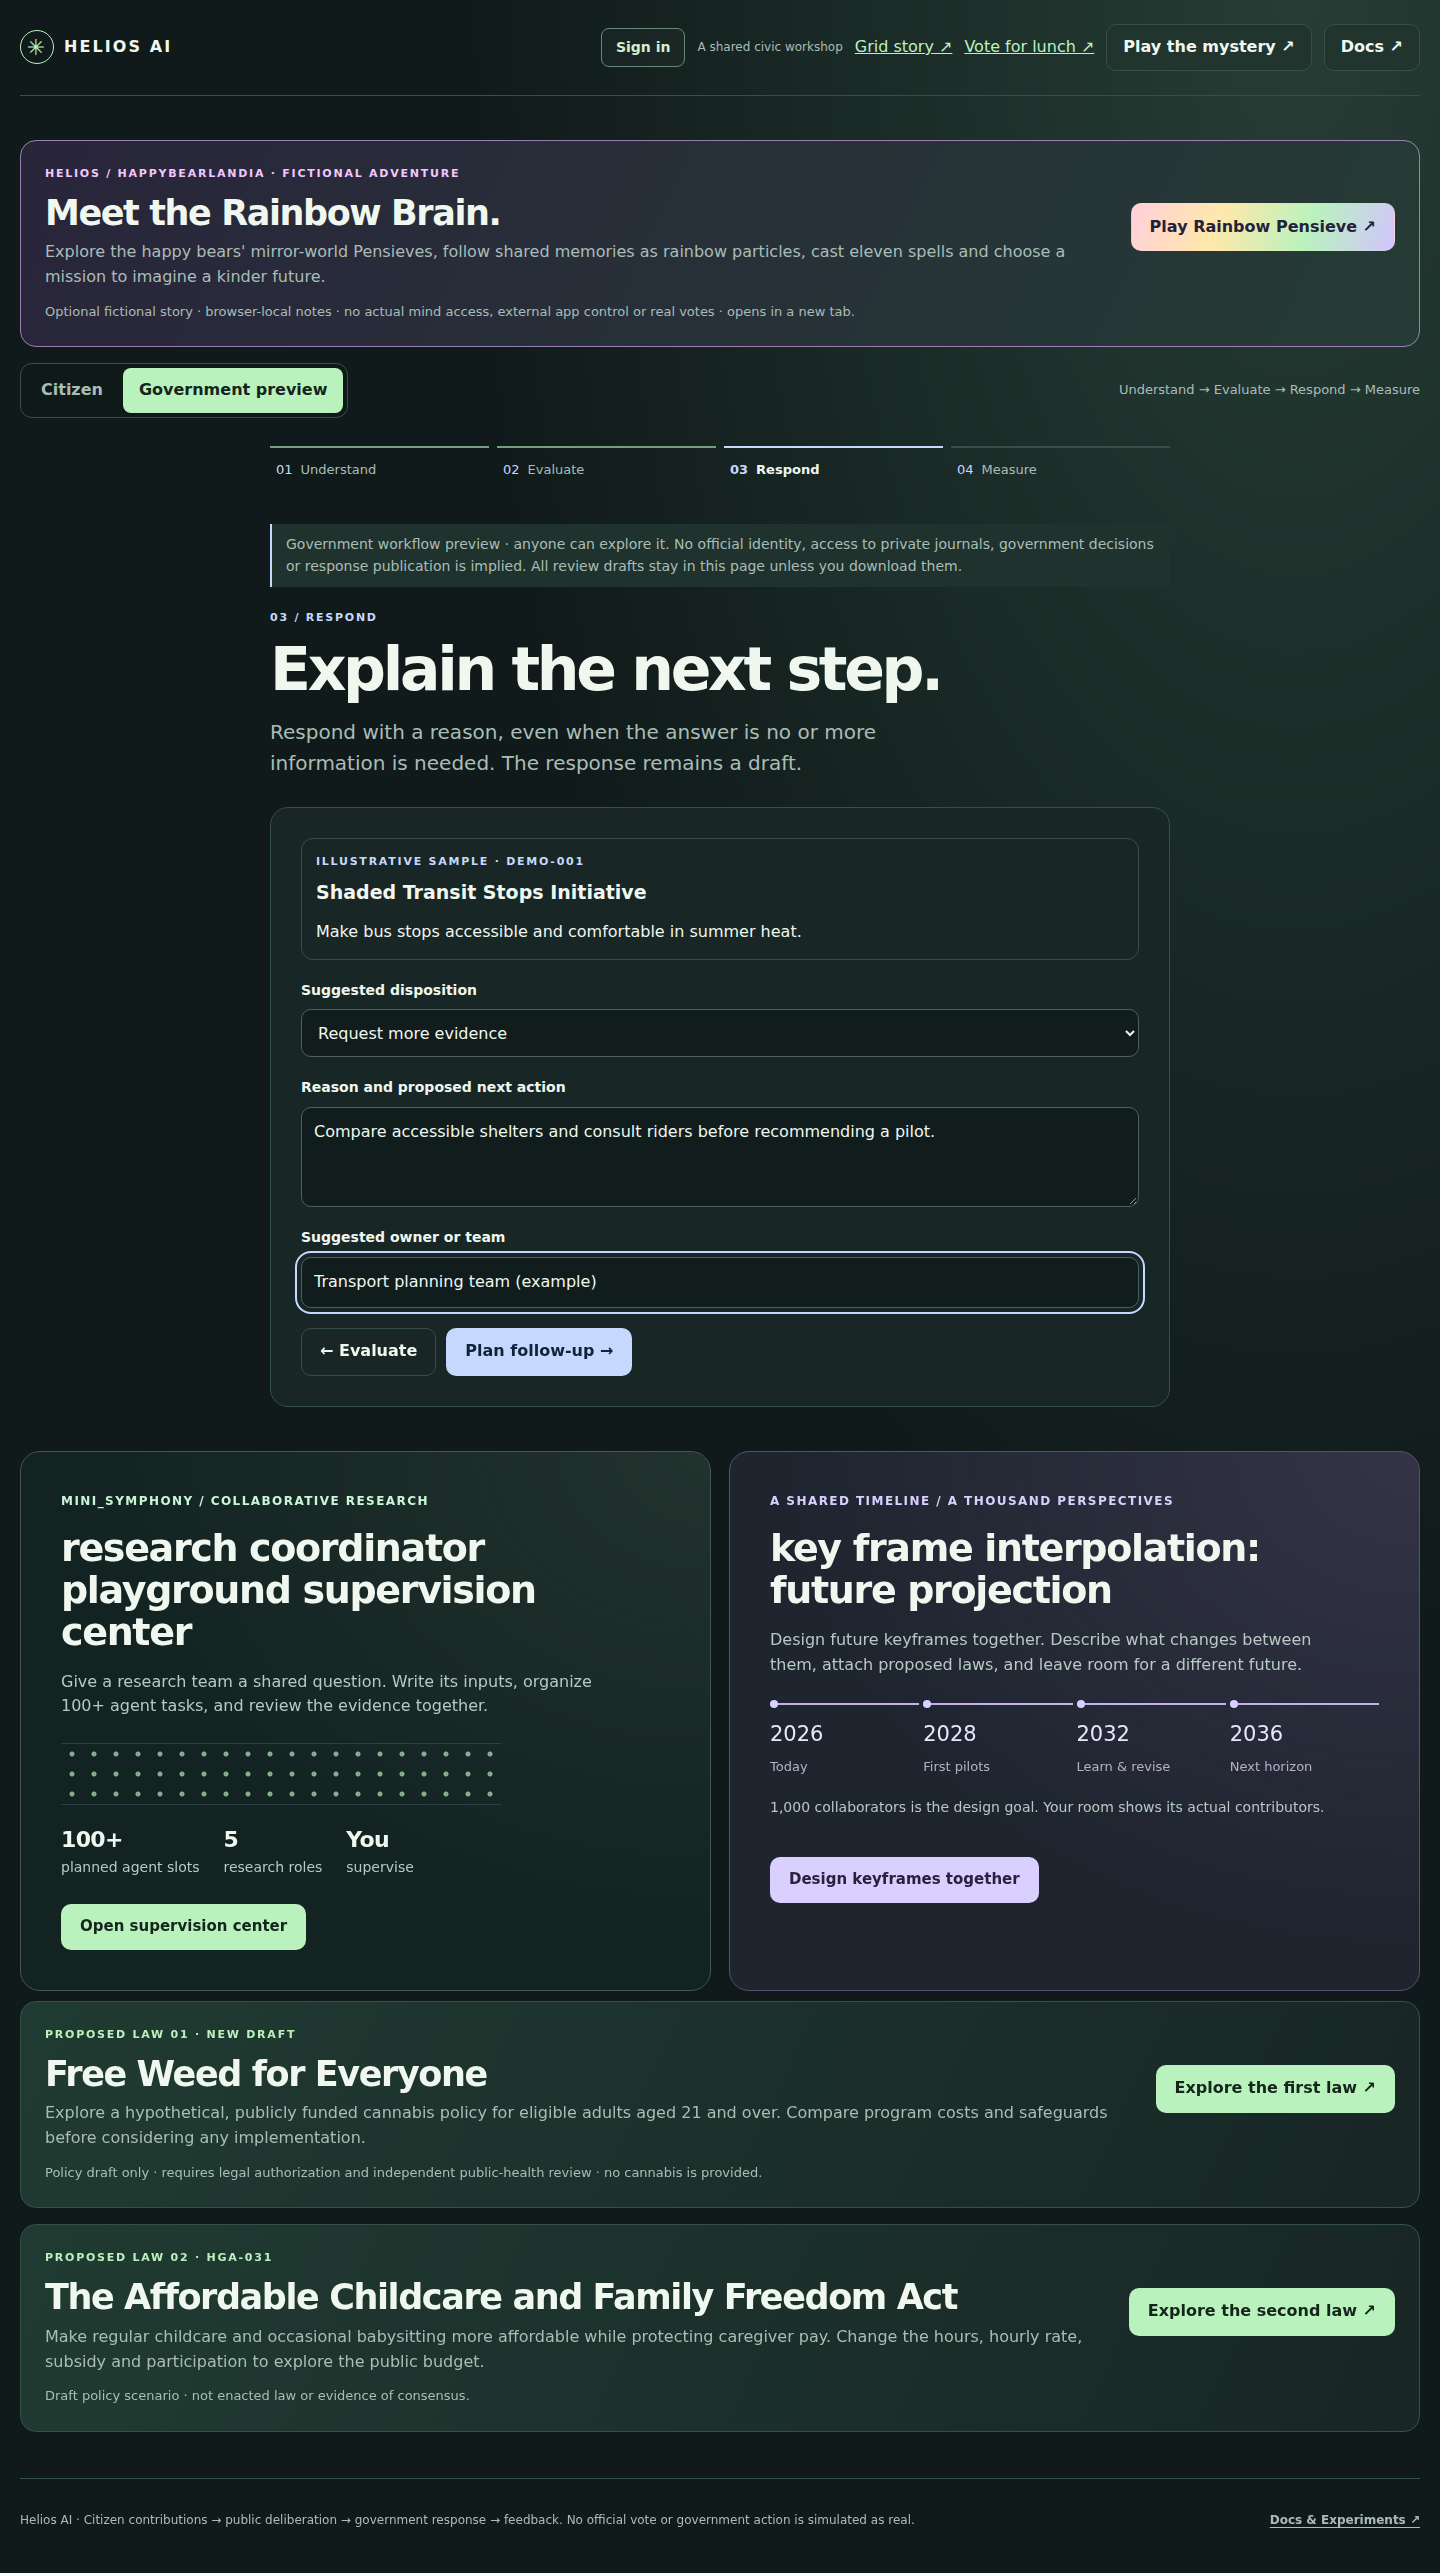 HELIOS AI
Sign in
A shared civic workshop
Grid story ↗
Vote for lunch ↗
Play the mystery ↗
Docs ↗
HELIOS / HAPPYBEARLANDIA · FICTIONAL ADVENTURE
Meet the Rainbow Brain.
Explore the happy bears' mirror-world Pensieves, follow shared memories as rainbow particles, cast eleven spells and choose a
mission to imagine a kinder future.
Optional fictional story · browser-local notes · no actual mind access, external app control or real votes · opens in a new tab.
Play Rainbow Pensieve ↗
Citizen
Government preview
Understand → Evaluate → Respond → Measure
01 Understand
02 Evaluate
03 Respond
04 Measure
Government workflow preview · anyone can explore it. No official identity, access to private journals, government decisions
or response publication is implied. All review drafts stay in this page unless you download them.
03 / RESPOND
Explain the next step.
Respond with a reason, even when the answer is no or more
information is needed. The response remains a draft.
ILLUSTRATIVE SAMPLE · DEMO-001
Shaded Transit Stops Initiative
Make bus stops accessible and comfortable in summer heat.
Suggested disposition
Request more evidence
Reason and proposed next action
Compare accessible shelters and consult riders before recommending a pilot.
Suggested owner or team
Transport planning team (example)
← Evaluate
Plan follow-up →
MINI_SYMPHONY / COLLABORATIVE RESEARCH
research coordinator
playground supervision
center
Give a research team a shared question. Write its inputs, organize
100+ agent tasks, and review the evidence together.
100+
planned agent slots
5
research roles
You
supervise
Open supervision center
A SHARED TIMELINE / A THOUSAND PERSPECTIVES
key frame interpolation:
future projection
Design future keyframes together. Describe what changes between
them, attach proposed laws, and leave room for a different future.
2026
Today
2028
First pilots
2032
Learn & revise
2036
Next horizon
1,000 collaborators is the design goal. Your room shows its actual contributors.
Design keyframes together
PROPOSED LAW 01 · NEW DRAFT
Free Weed for Everyone
Explore a hypothetical, publicly funded cannabis policy for eligible adults aged 21 and over. Compare program costs and safeguards
before considering any implementation.
Policy draft only · requires legal authorization and independent public-health review · no cannabis is provided.
Explore the first law ↗
PROPOSED LAW 02 · HGA-031
The Affordable Childcare and Family Freedom Act
Make regular childcare and occasional babysitting more affordable while protecting caregiver pay. Change the hours, hourly rate,
subsidy and participation to explore the public budget.
Draft policy scenario · not enacted law or evidence of consensus.
Explore the second law ↗
Helios AI · Citizen contributions → public deliberation → government response → feedback. No official vote or government action is simulated as real.
Docs & Experiments ↗